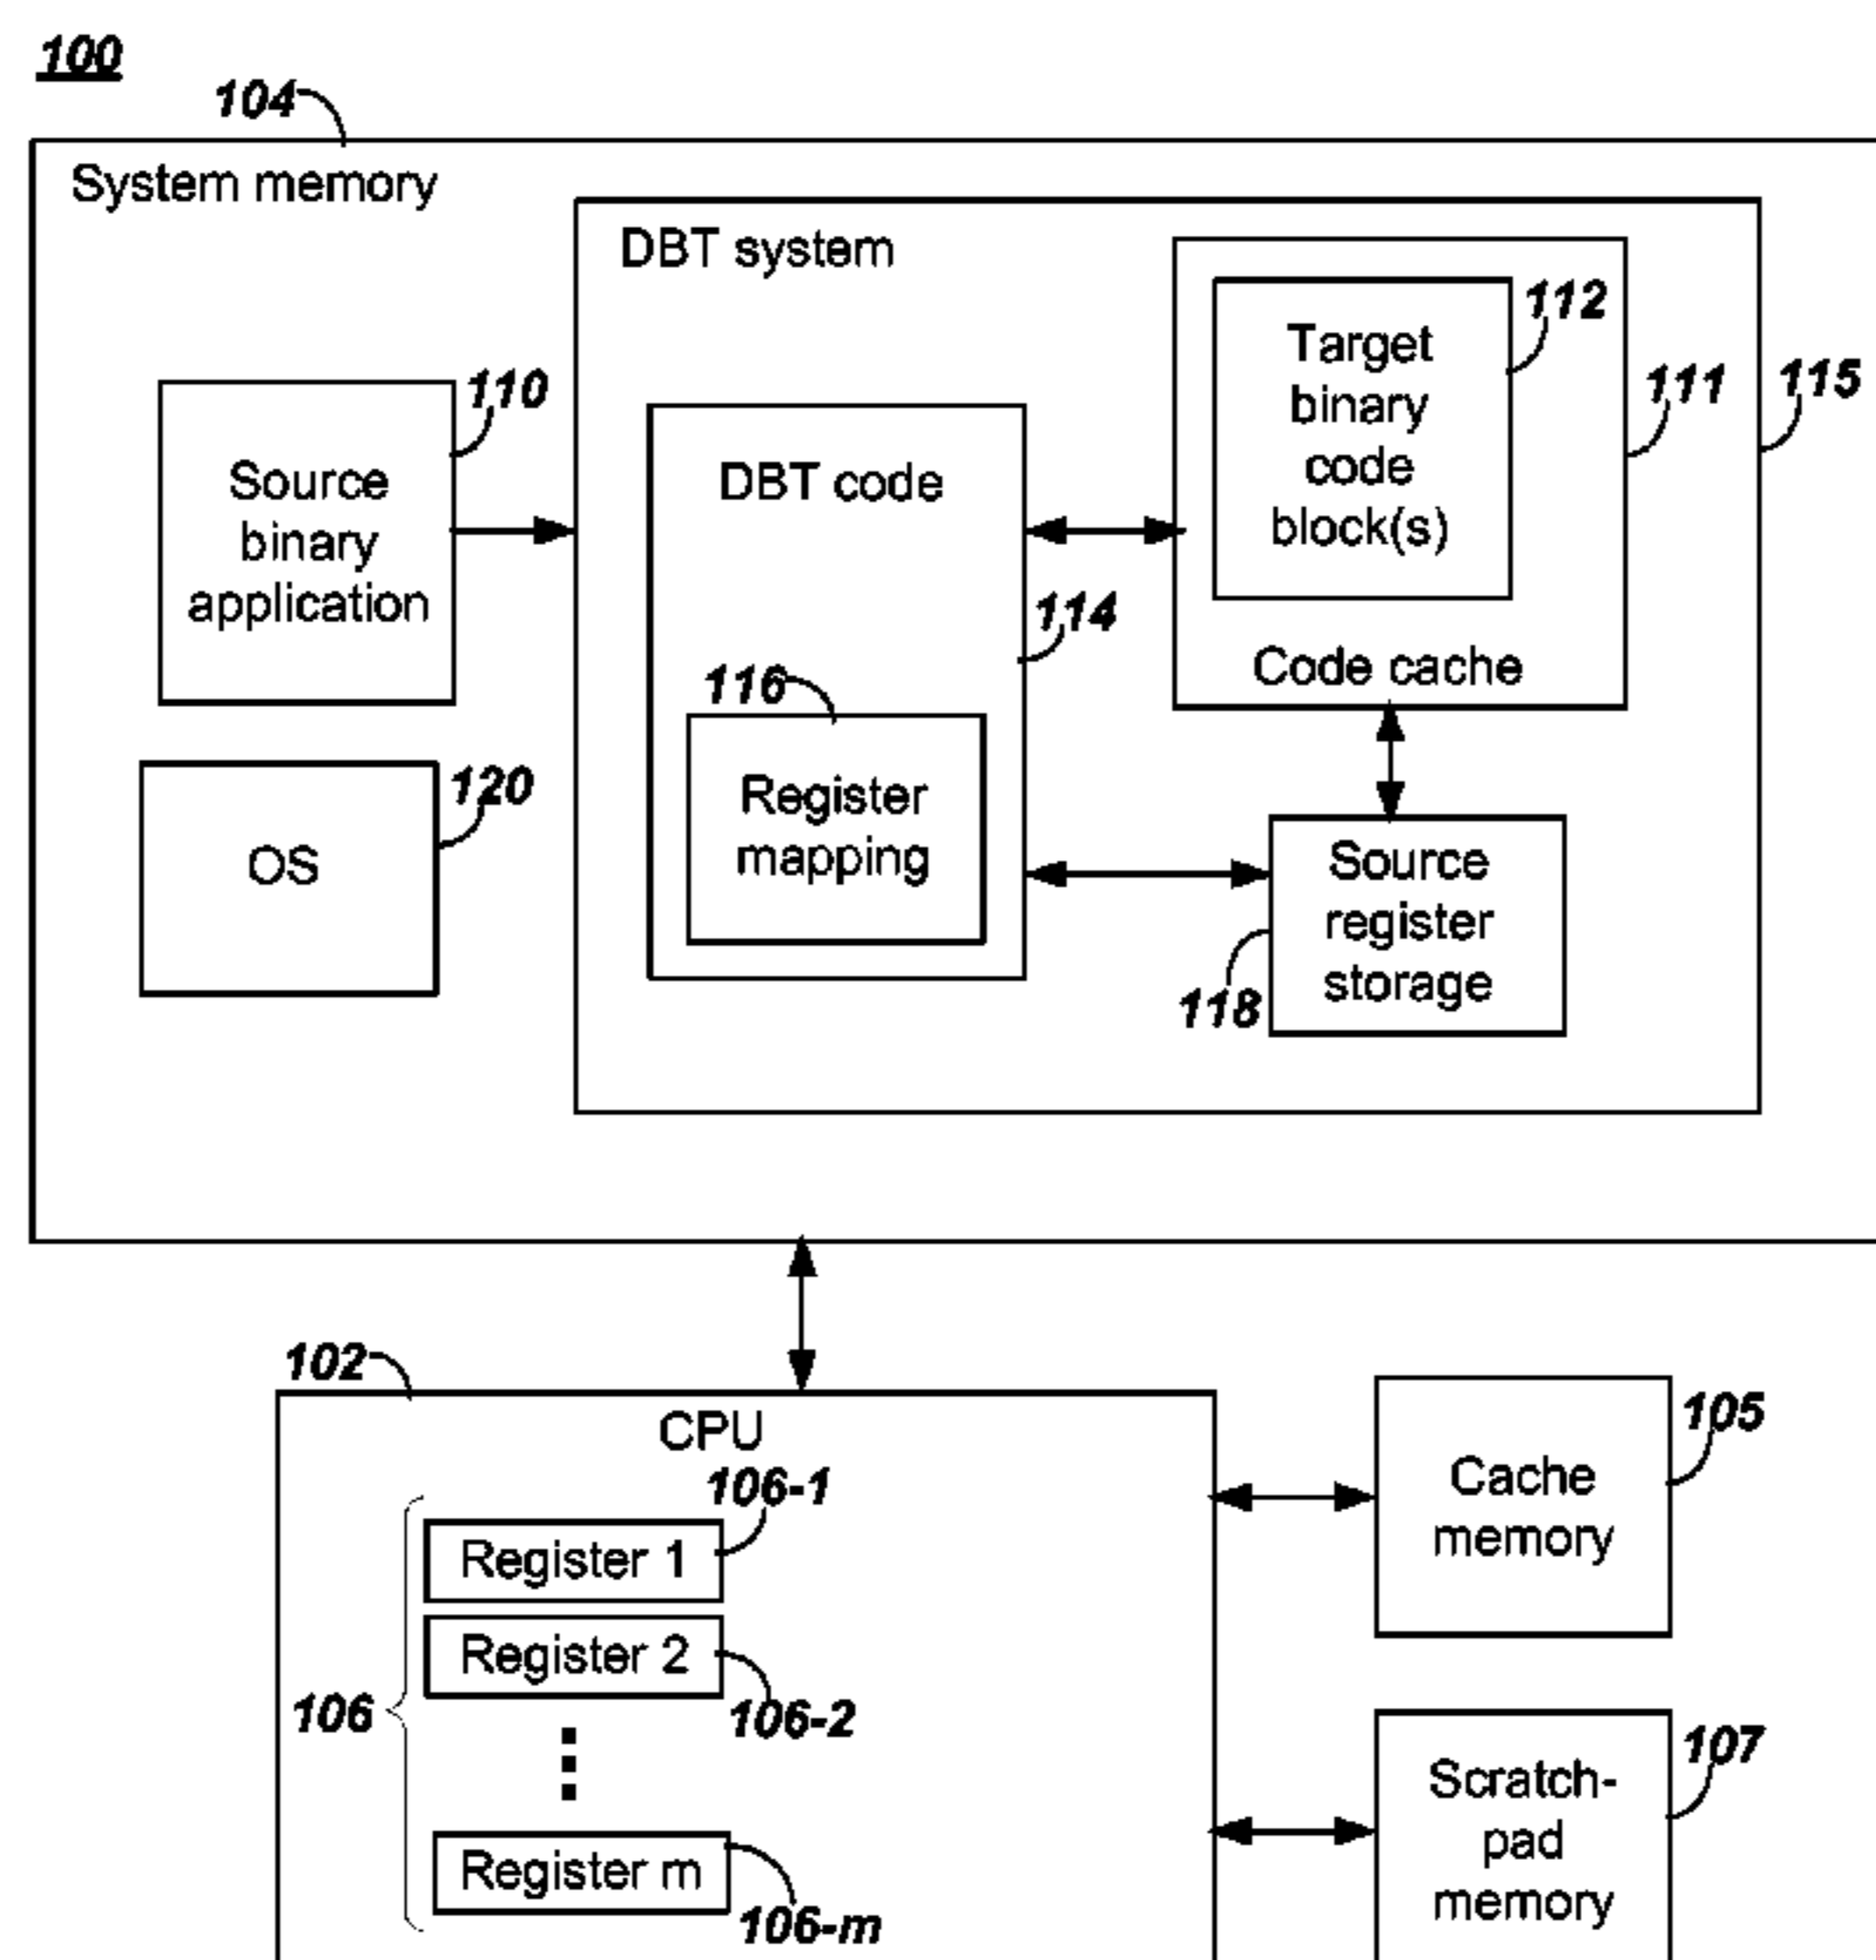 100
104
System memory
DBT system
112
Target
binary
code
block(s)
111
115
110
Source
binary
application
DBT code
114
Code cache
116
Register
mapping
120
OS
Source
register
storage
118
102
CPU
106-1
Register 1
Register 2
106
106-2
Register m
106-m
105
Cache
memory
107
Scratch-
pad
memory